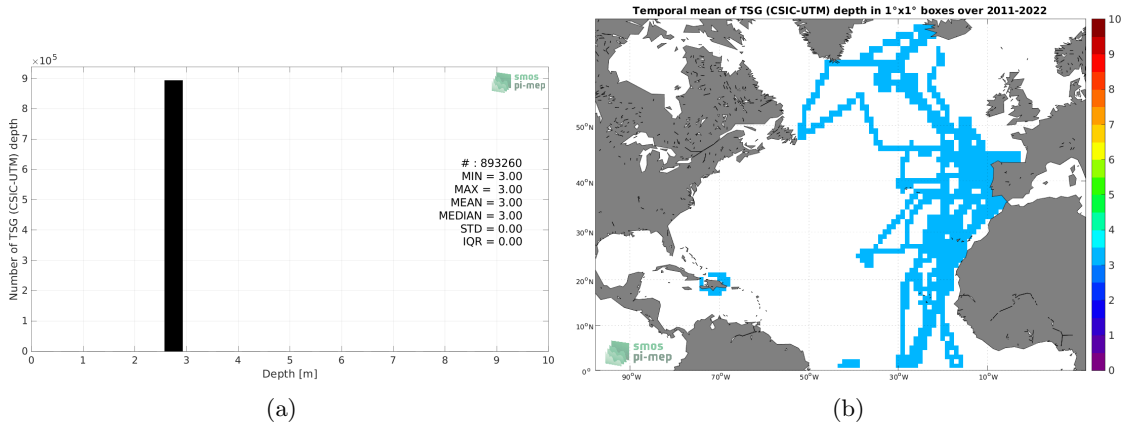 ×10⁵
9
8
7
6
5
4
3
2
1
0
Number of TSG (CSIC-UTM) depth
smos
pi-mep
# : 893260
MIN = 3.00
MAX = 3.00
MEAN = 3.00
MEDIAN = 3.00
STD = 0.00
IQR = 0.00
0 1 2 3 4 5 6 7 8 9 10
Depth [m]
(a)
Temporal mean of TSG (CSIC-UTM) depth in 1°x1° boxes over 2011-2022
50°N
40°N
30°N
20°N
10°N
0°
90°W 70°W 50°W 30°W 10°W
smos
pi-mep
10
9
8
7
6
5
4
3
2
1
0
(b)